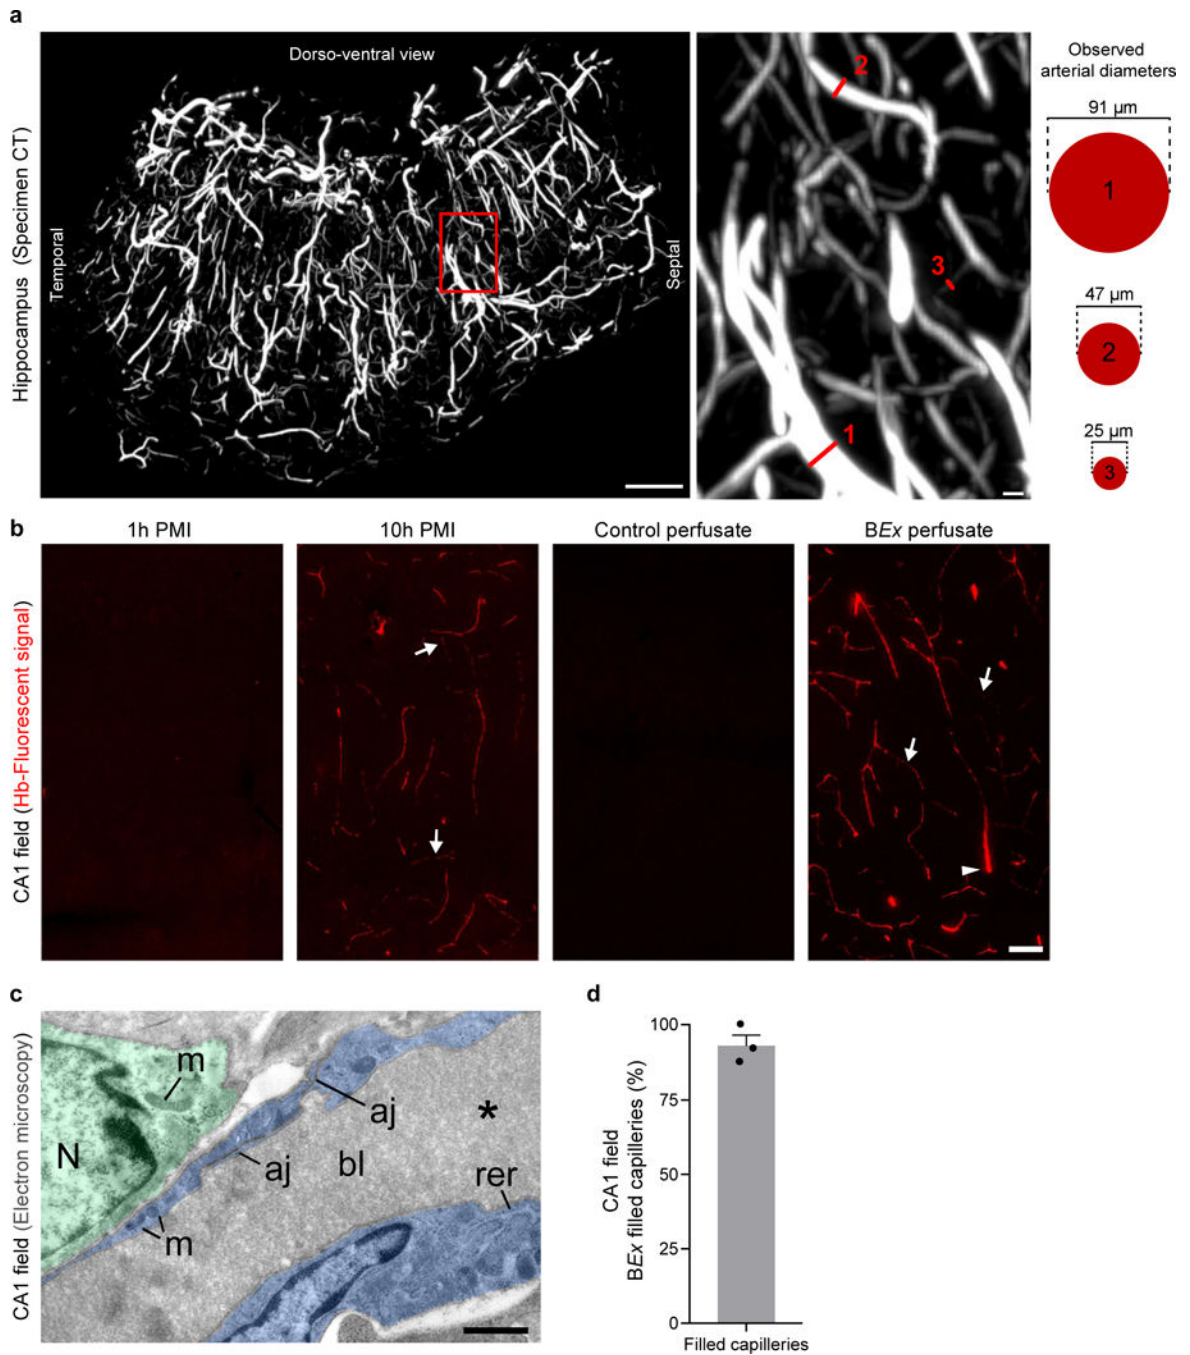 a
Dorso-ventral view
Hippocampus (Specimen CT)
Temporal
Septal
2
3
1
Observed
arterial diameters
91 µm
1
47 µm
2
25 µm
3
b
1h PMI
10h PMI
Control perfusate
BEx perfusate
CA1 field (Hb-Fluorescent signal)
c
CA1 field (Electron microscopy)
m
N
aj
aj
bl
*
rer
m
d
CA1 field
BEx filled capilleries (%)
100
75
50
25
0
Filled capilleries